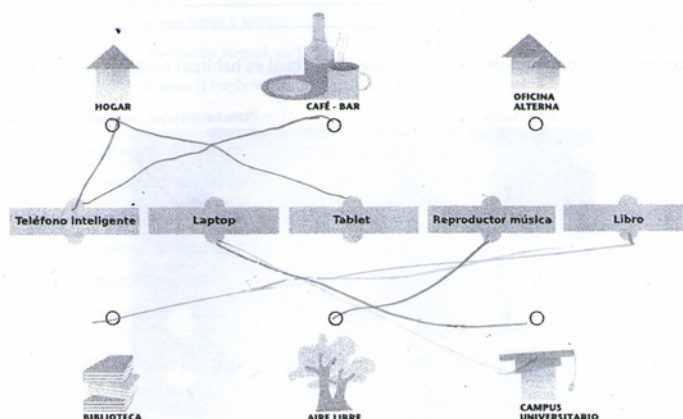 HOGAR
CAFÉ - BAR
OFICINA
ALTERNA
Teléfono inteligente
Laptop
Tablet
Reproductor música
Libro
BIBLIOTECA
AIRE LIBRE
CAMPUS
UNIVERSITARIO